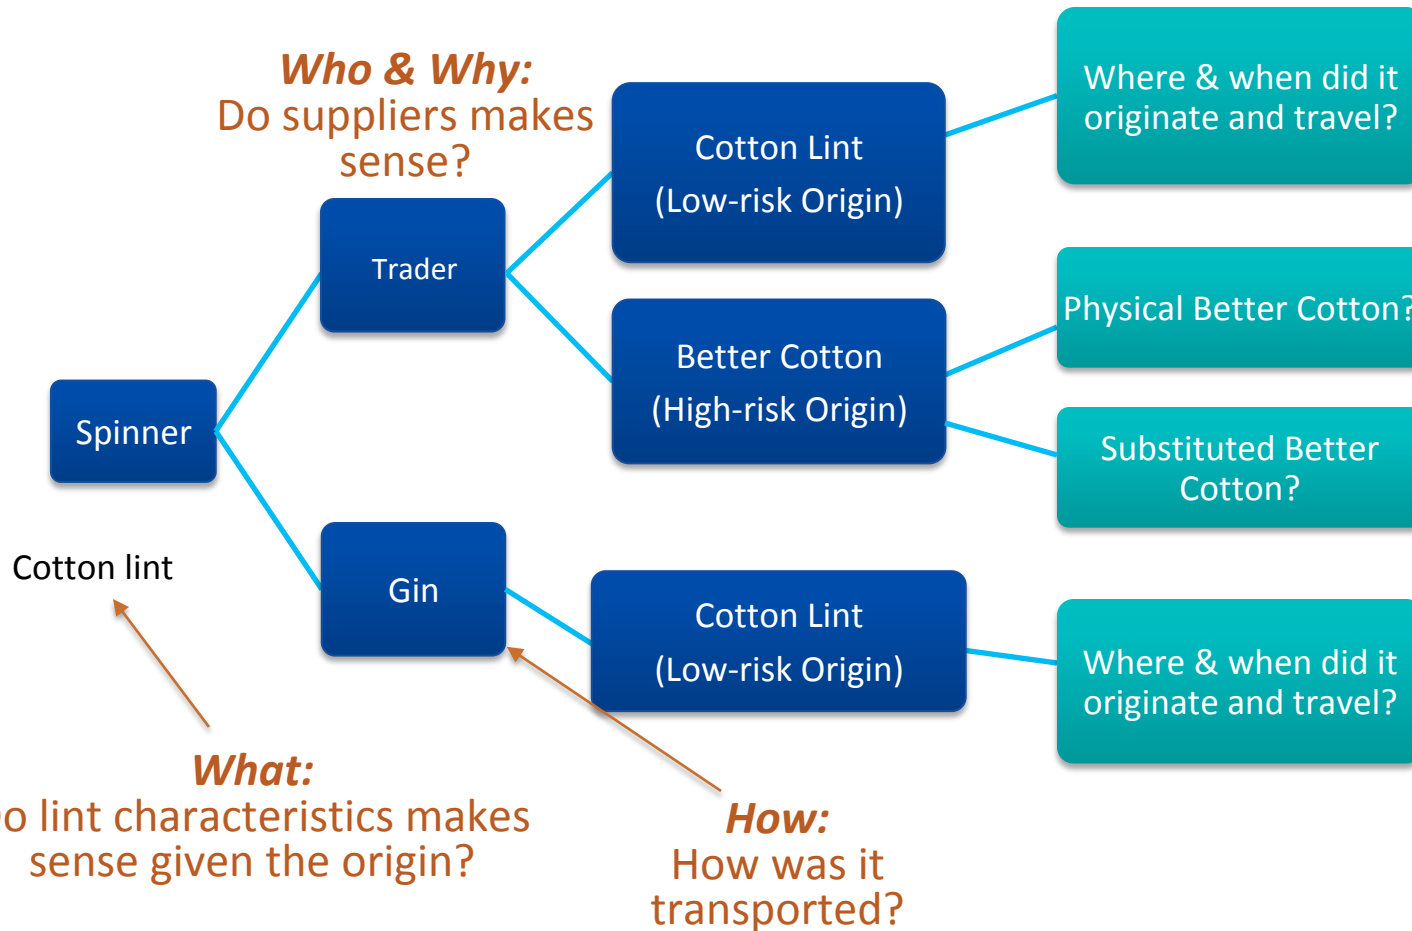 Who & Why:
Do suppliers makes
sense?
Where & when did it
originate and travel?
Cotton Lint
(Low-risk Origin)
Trader
Physical Better Cotton?
Better Cotton
(High-risk Origin)
Spinner
Substituted Better
Cotton?
Cotton lint
Gin
Cotton Lint
(Low-risk Origin)
Where & when did it
originate and travel?
What:
o lint characteristics makes
sense given the origin?
How:
How was it
transported?